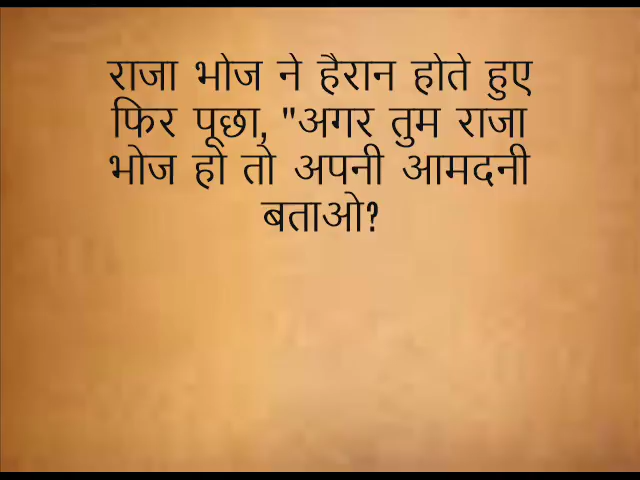 राजा भोज ने हैरान होते हुए
फिर पूछा, "अगर तुम राजा
भोज हो तो अपनी आमदनी
बताओ?